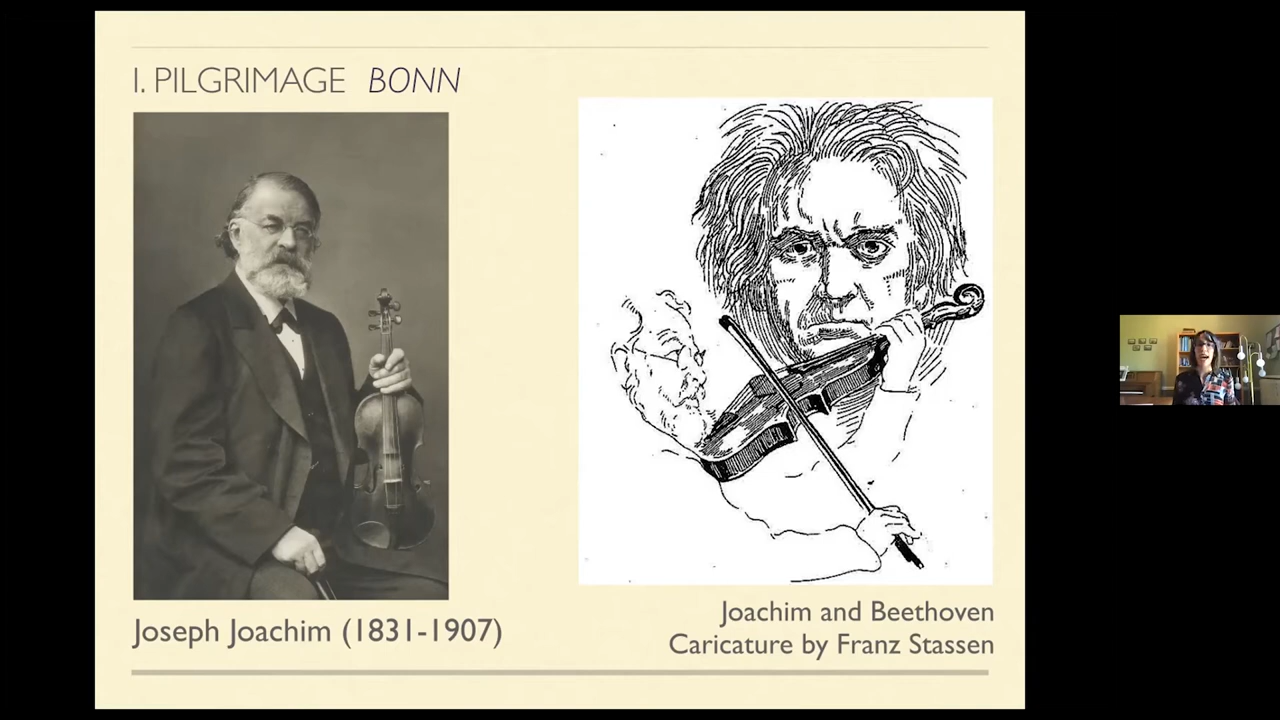 I. PILGRIMAGE BONN
Joseph Joachim (1831-1907)
Joachim and Beethoven
Caricature by Franz Stassen